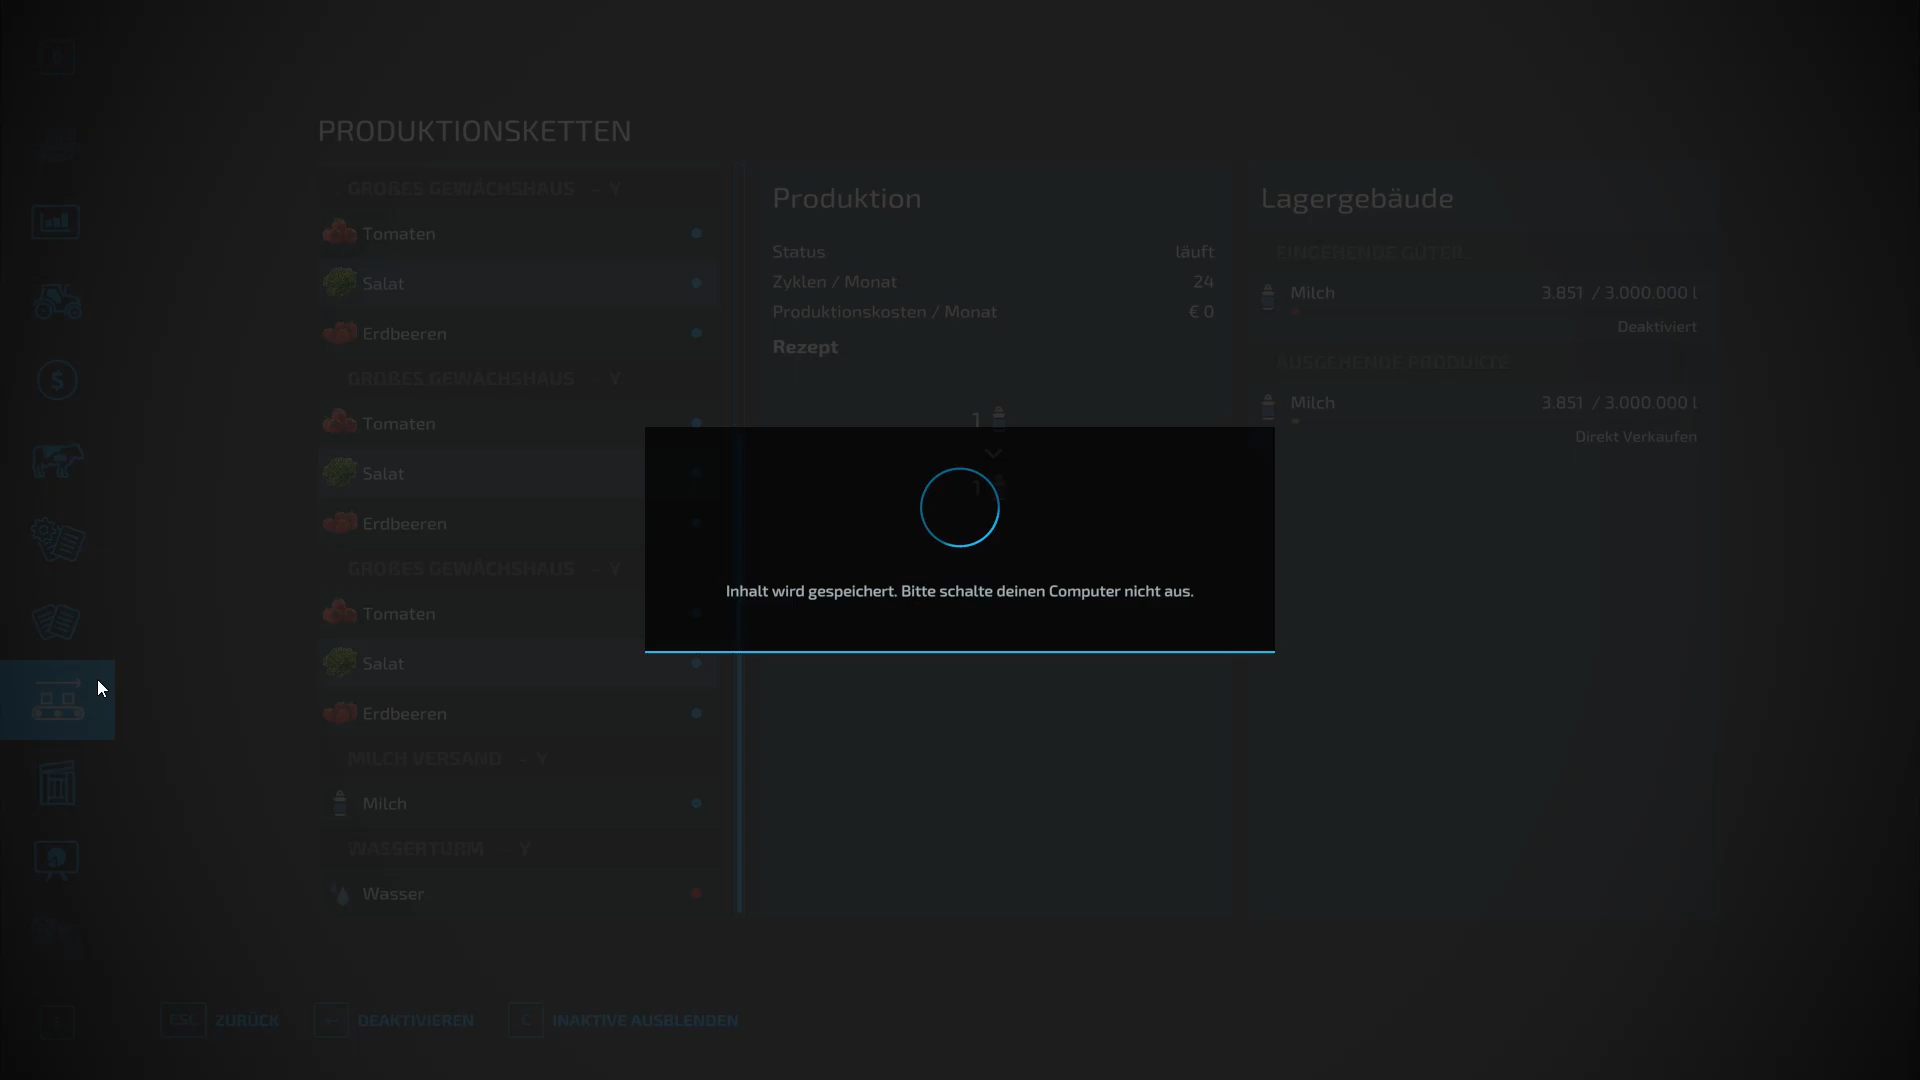 PRODUKTIONSKETTEN
GROßES GEWÄCHSHAUS - Y
Tomaten
Salat
Erdbeeren
GROßES GEWÄCHSHAUS - Y
Tomaten
Salat
Erdbeeren
GROßES GEWÄCHSHAUS - Y
Tomaten
Salat
Erdbeeren
MILCH VERSAND - Y
Milch
WASSERTURM - Y
Wasser
Produktion
Status läuft
Zyklen / Monat 24
Produktionskosten / Monat € 0
Rezept
1
1
Lagergebäude
EINGEHENDE GÜTER
Milch 3.851 / 3.000.000 l
Deaktiviert
AUSGEHENDE PRODUKTE
Milch 3.851 / 3.000.000 l
Direkt Verkaufen
Inhalt wird gespeichert. Bitte schalte deinen Computer nicht aus.
ESC ZURÜCK
DEAKTIVIEREN
C INAKTIVE AUSBLENDEN